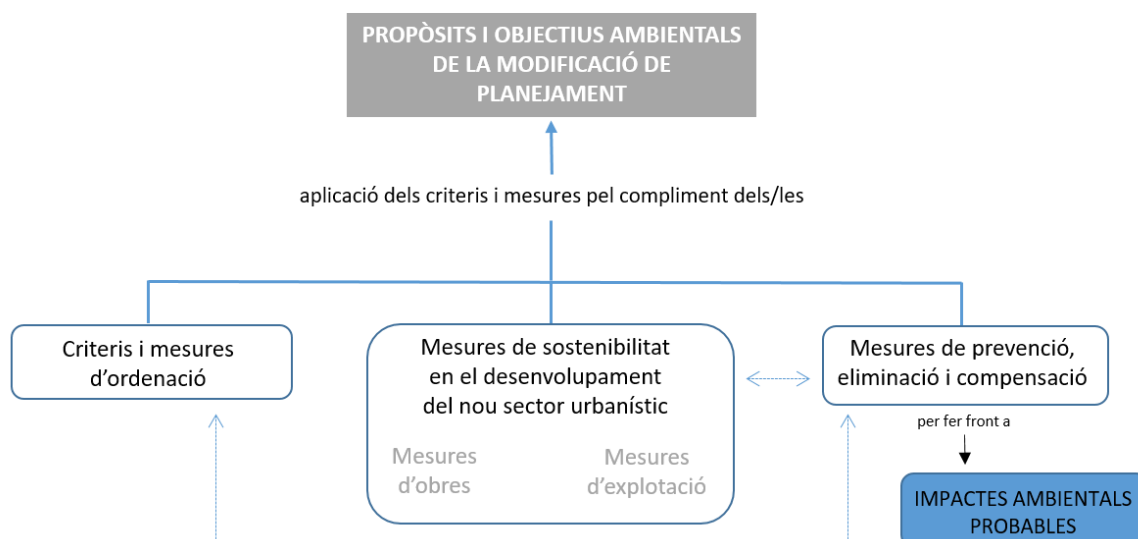 PROPÒSITS I OBJECTIUS AMBIENTALS
DE LA MODIFICACIÓ DE
PLANEJAMENT
aplicació dels criteris i mesures pel compliment dels/les
Criteris i mesures
d’ordenació
Mesures de sostenibilitat
en el desenvolupament
del nou sector urbanístic
Mesures
d’obres
Mesures
d’explotació
Mesures de prevenció,
eliminació i compensació
per fer front a
IMPACTES AMBIENTALS
PROBABLES